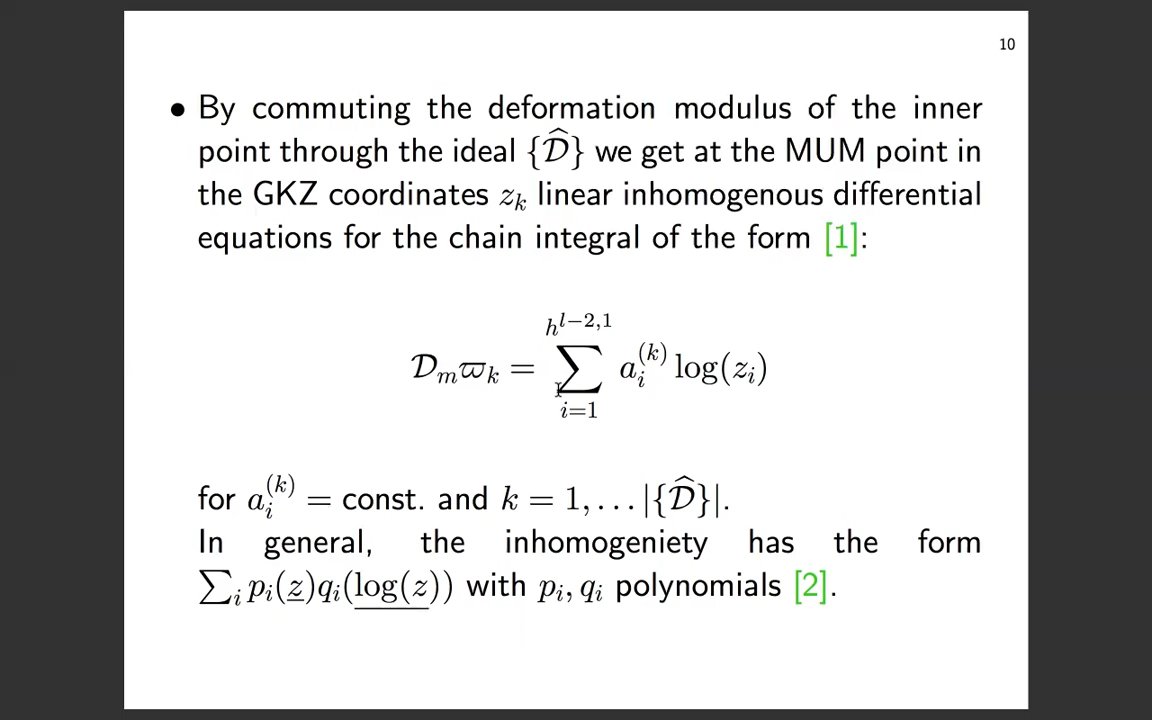 10
• By commuting the deformation modulus of the inner
point through the ideal {𝒟̂} we get at the MUM point in
the GKZ coordinates z_k linear inhomogenous differential
equations for the chain integral of the form [1]:
𝒟_m ϖ_k = ∑_{i=1}^{h^{l−2,1}} a_i^{(k)} log(z_i)
for a_i^{(k)} = const. and k = 1, . . . |{𝒟̂}|.
In general, the inhomogeniety has the form
∑_i p_i(z)q_i(log(z)) with p_i, q_i polynomials [2].